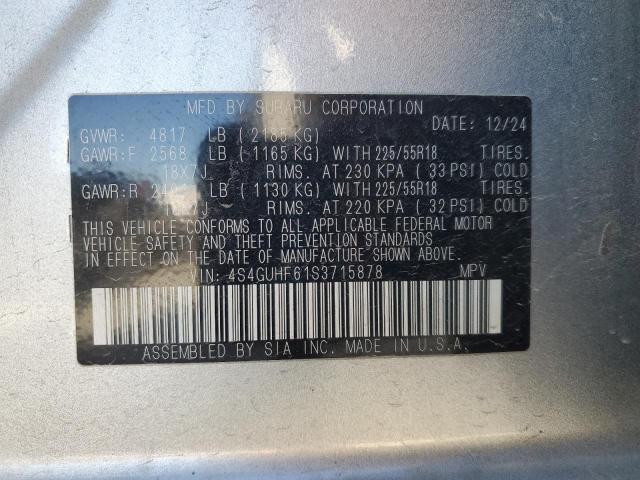 MFD BY SUBARU CORPORATION
DATE: 12/24
GVWR: 4817 LB ( 2185 KG)
GAWR:F 2568 LB ( 1165 KG) WITH 225/55R18 TIRES.
18X7J RIMS. AT 230 KPA ( 33 PSI) COLD
GAWR:R LB ( 1130 KG) WITH 225/55R18 TIRES.
RIMS. AT 220 KPA ( 32 PSI) COLD
THIS VEHICLE CONFORMS TO ALL APPLICABLE FEDERAL MOTOR
VEHICLE SAFETY AND THEFT PREVENTION STANDARDS
IN EFFECT ON THE DATE OF MANUFACTURE SHOWN ABOVE.
VIN: 4S4GUHF61S3715878 MPV
ASSEMBLED BY SIA INC. MADE IN U.S.A.